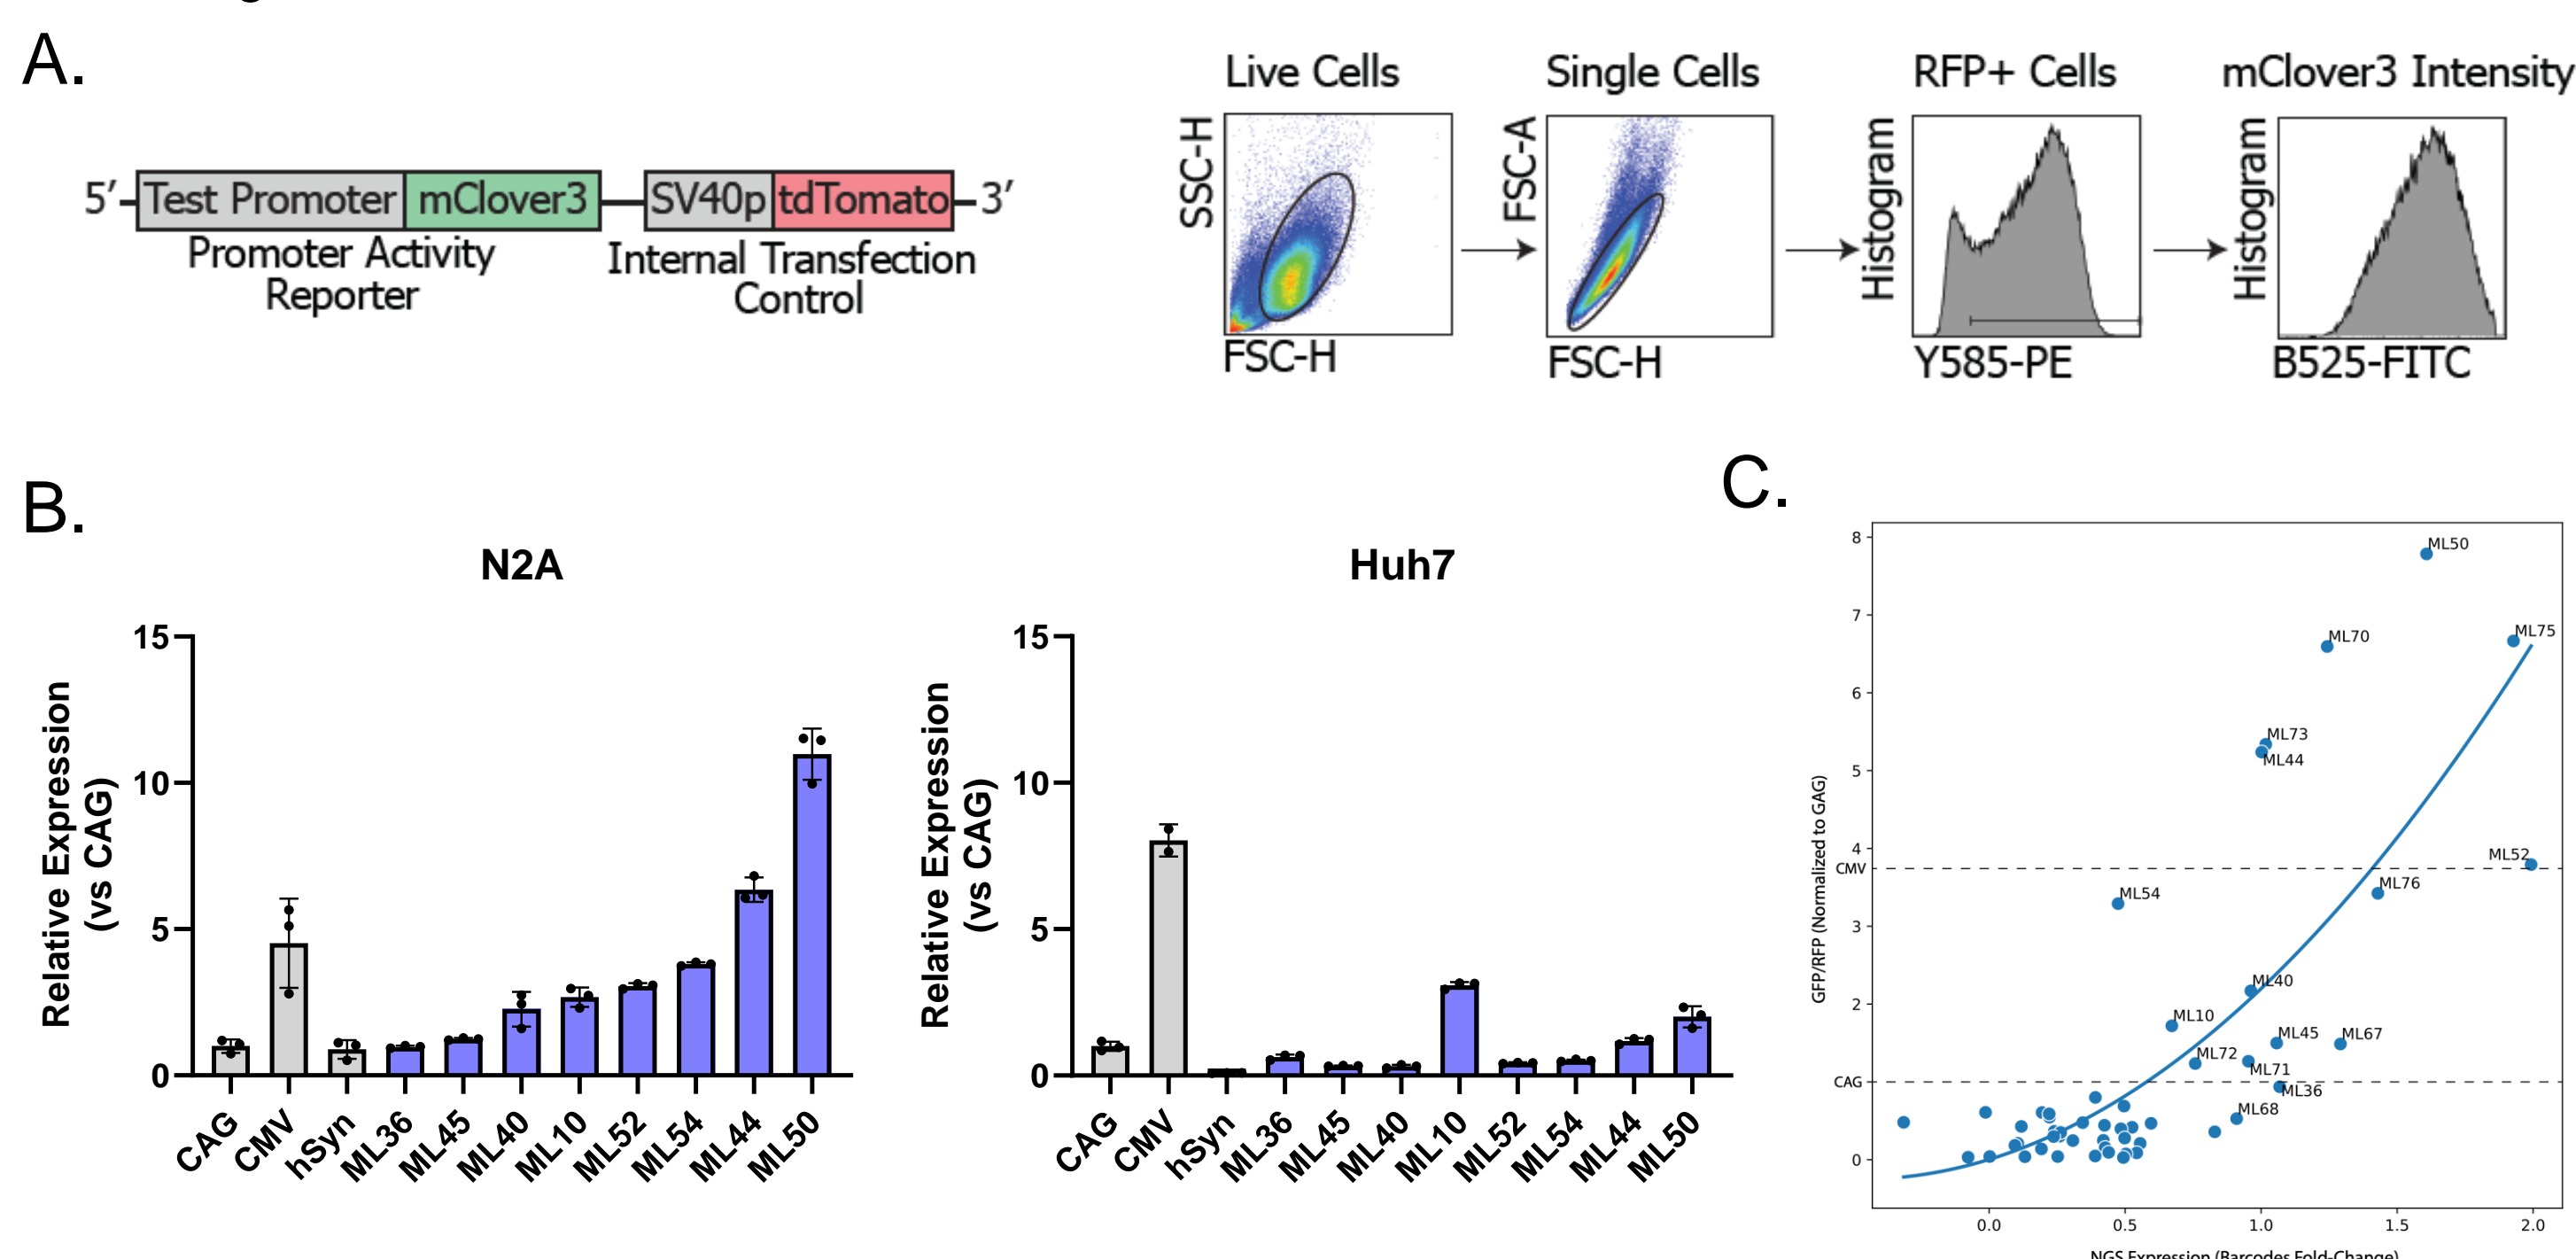 A.
5′
Test Promoter
mClover3
SV40p
tdTomato
3′
Promoter Activity
Reporter
Internal Transfection
Control
Live Cells
SSC-H
FSC-H
Single Cells
FSC-A
FSC-H
RFP+ Cells
Histogram
Y585-PE
mClover3 Intensity
Histogram
B525-FITC
B.
N2A
Relative Expression
(vs CAG)
15
10
5
0
CAG
CMV
hSyn
ML36
ML45
ML40
ML10
ML52
ML54
ML44
ML50
Huh7
Relative Expression
(vs CAG)
15
10
5
0
CAG
CMV
hSyn
ML36
ML45
ML40
ML10
ML52
ML54
ML44
ML50
C.
GFP/RFP (Normalized to GAG)
8
7
6
5
4
CMV
3
2
CAG
0
ML50
ML75
ML70
ML73
ML44
ML52
ML76
ML54
ML40
ML10
ML45
ML67
ML72
ML71
ML36
ML68
0.0
0.5
1.0
1.5
2.0
NGS Expression (Barcodes Fold-Change)